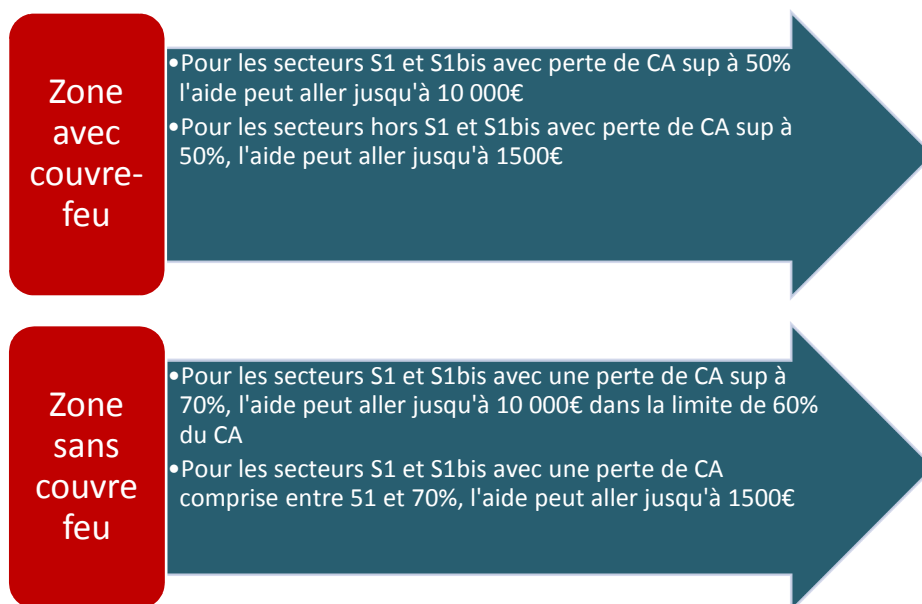 Zone
avec
couvre-
feu
•Pour les secteurs S1 et S1bis avec perte de CA sup à 50%
l'aide peut aller jusqu'à 10 000€
•Pour les secteurs hors S1 et S1bis avec perte de CA sup à
50%, l'aide peut aller jusqu'à 1500€
Zone
sans
couvre
feu
•Pour les secteurs S1 et S1bis avec une perte de CA sup à
70%, l'aide peut aller jusqu'à 10 000€ dans la limite de 60%
du CA
•Pour les secteurs S1 et S1bis avec une perte de CA
comprise entre 51 et 70%, l'aide peut aller jusqu'à 1500€